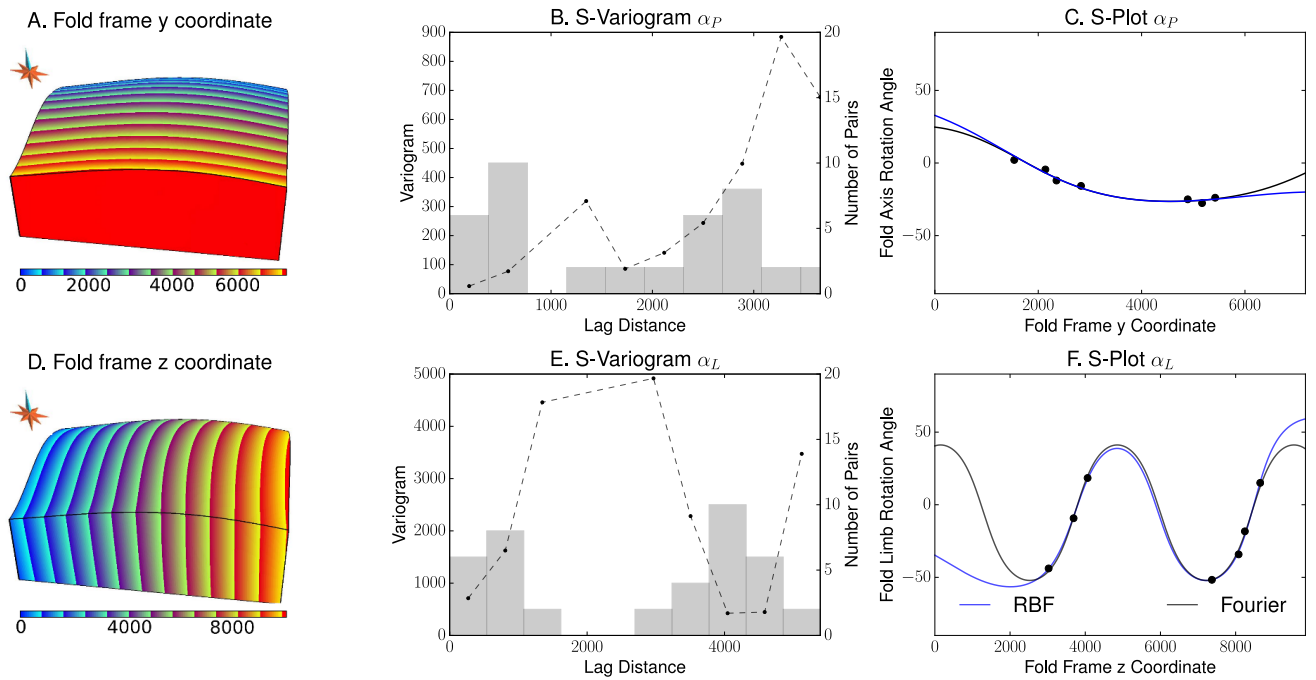 A. Fold frame y coordinate
0 2000 4000 6000
B. S-Variogram α_P
Variogram
900
800
700
600
500
400
300
200
100
0
20
15
10
5
0
Number of Pairs
0 1000 2000 3000
Lag Distance
C. S-Plot α_P
Fold Axis Rotation Angle
50
0
−50
0 2000 4000 6000
Fold Frame y Coordinate
D. Fold frame z coordinate
0 4000 8000
E. S-Variogram α_L
Variogram
5000
4000
3000
2000
1000
0
20
15
10
5
0
Number of Pairs
0 2000 4000
Lag Distance
F. S-Plot α_L
Fold Limb Rotation Angle
50
0
−50
RBF Fourier
0 2000 4000 6000 8000
Fold Frame z Coordinate